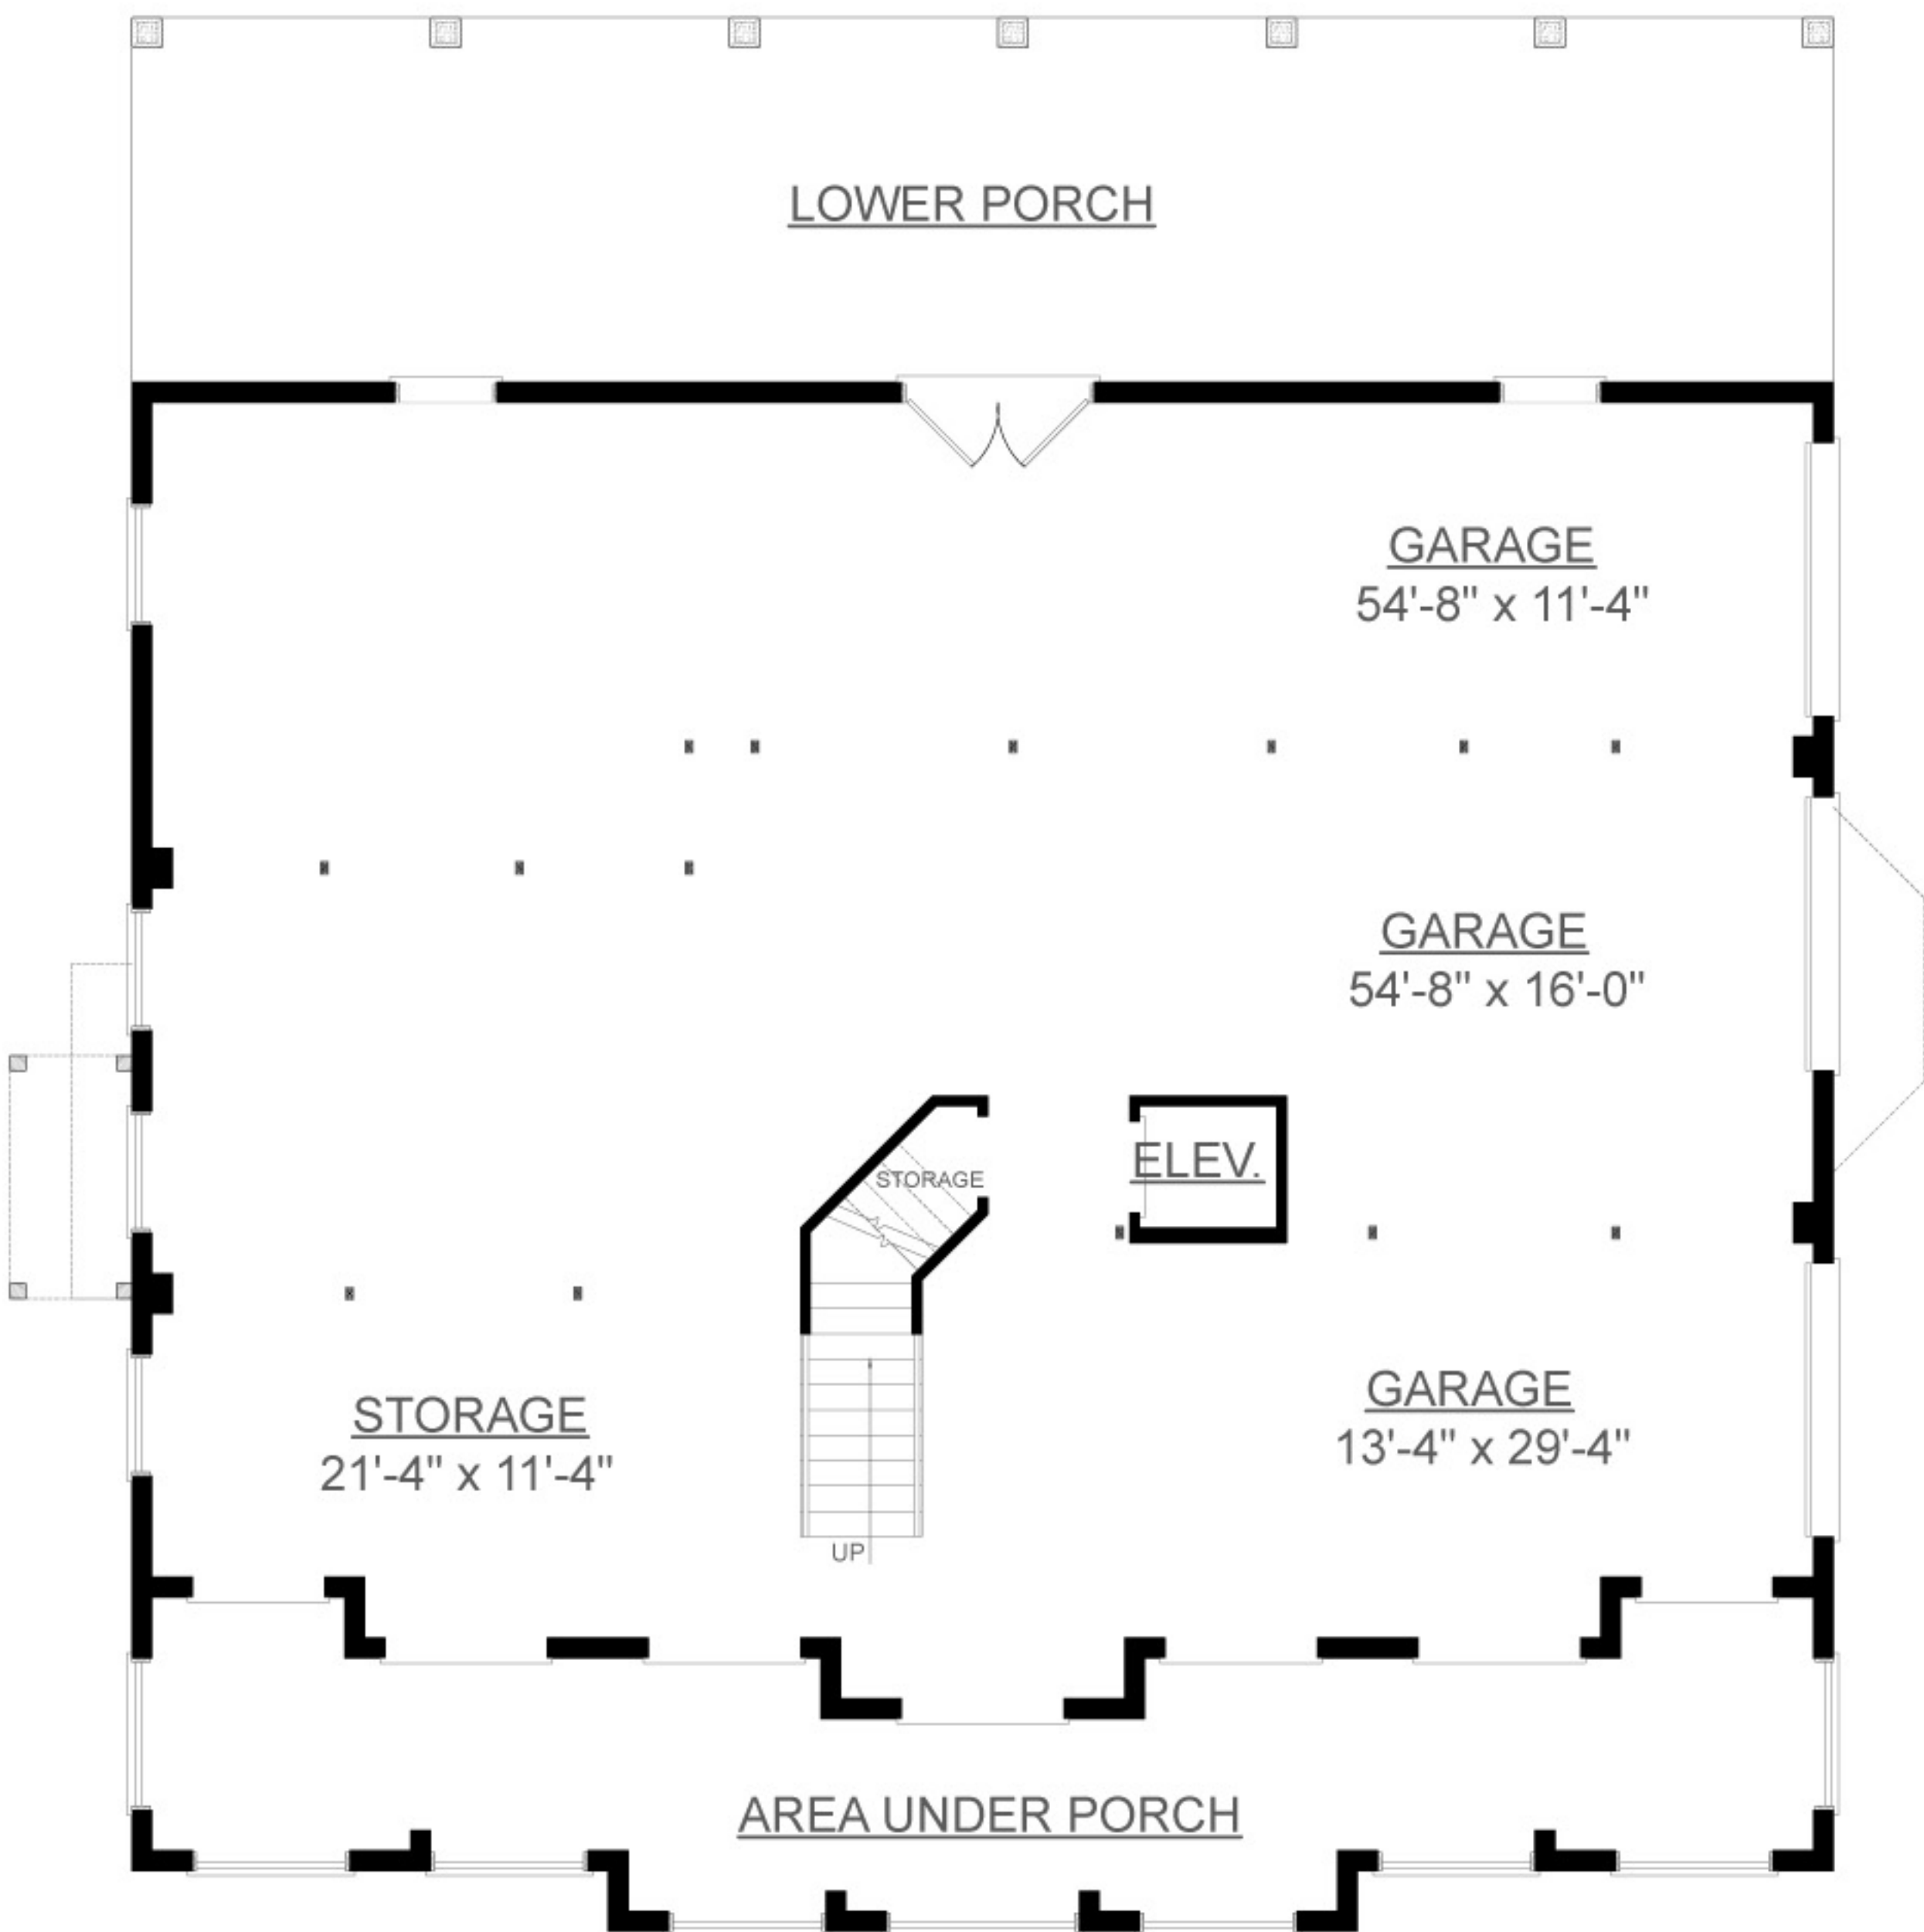 LOWER PORCH
GARAGE
54'-8" x 11'-4"
GARAGE
54'-8" x 16'-0"
ELEV.
STORAGE
GARAGE
13'-4" x 29'-4"
STORAGE
21'-4" x 11'-4"
UP
AREA UNDER PORCH